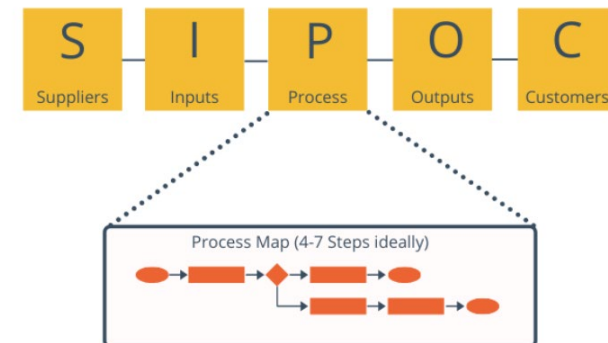 S I P O C
Suppliers Inputs Process Outputs Customers
Process Map (4-7 Steps ideally)